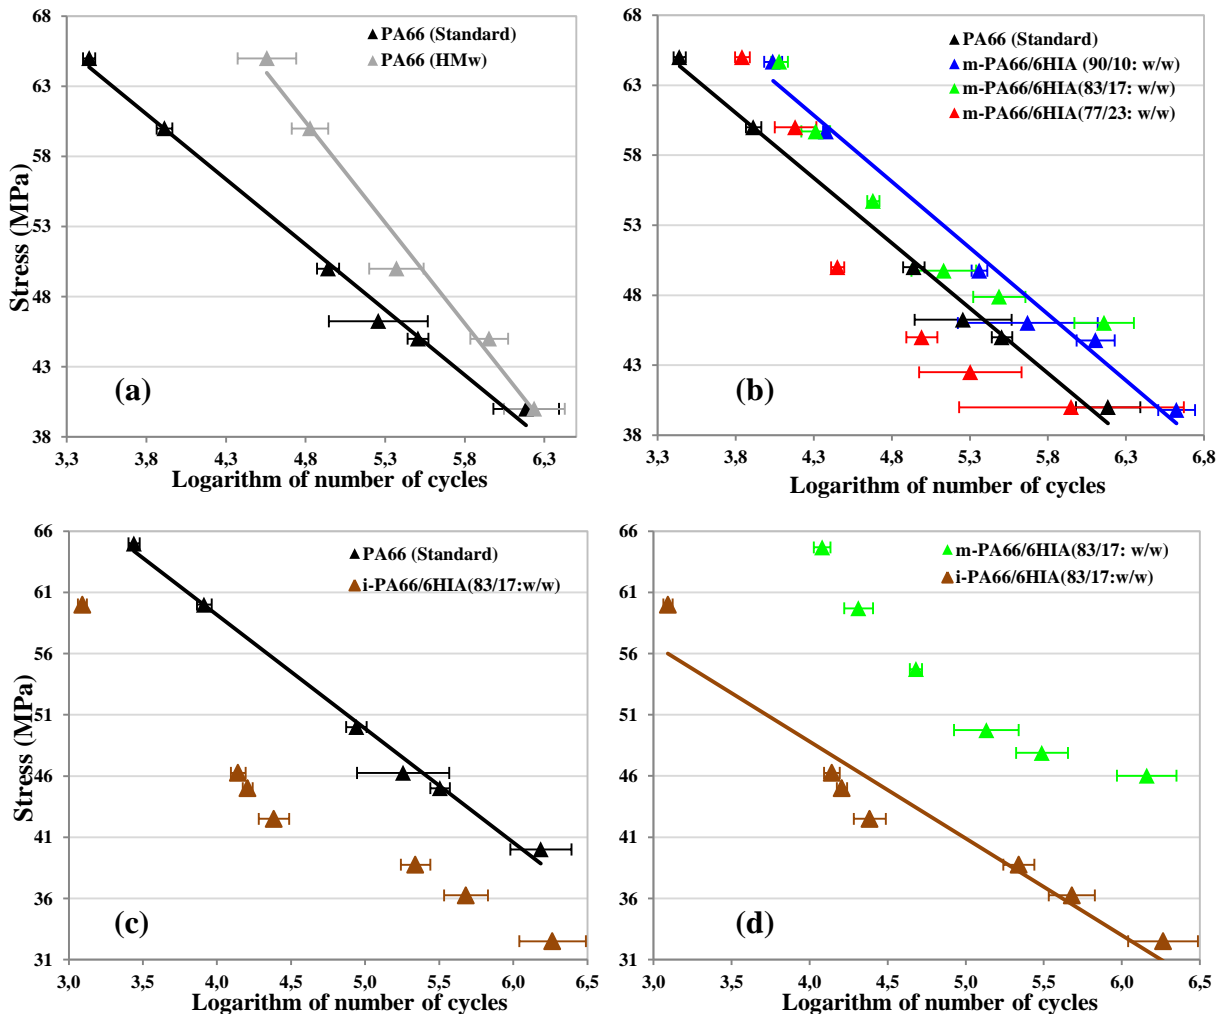 68
63
58
53
48
43
38
Stress (MPa)
PA66 (Standard)
PA66 (HMw)
(a)
3,3 3,8 4,3 4,8 5,3 5,8 6,3
Logarithm of number of cycles
68
63
58
53
48
43
38
PA66 (Standard)
m-PA66/6HIA (90/10: w/w)
m-PA66/6HIA(83/17: w/w)
m-PA66/6HIA(77/23: w/w)
(b)
3,3 3,8 4,3 4,8 5,3 5,8 6,3 6,8
Logarithm of number of cycles
66
61
56
51
46
41
36
31
Stress (MPa)
PA66 (Standard)
i-PA66/6HIA(83/17:w/w)
(c)
3,0 3,5 4,0 4,5 5,0 5,5 6,0 6,5
Logarithm of number of cycles
66
61
56
51
46
41
36
31
m-PA66/6HIA(83/17: w/w)
i-PA66/6HIA(83/17:w/w)
(d)
3,0 3,5 4,0 4,5 5,0 5,5 6,0 6,5
Logarithm of number of cycles